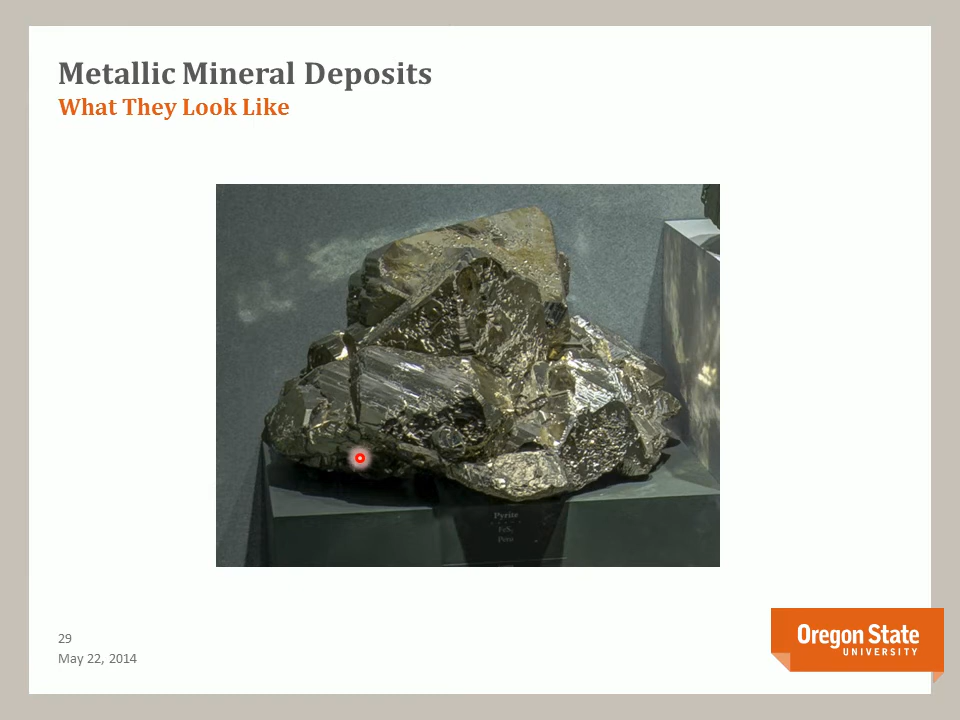 Metallic Mineral Deposits
What They Look Like
Pyrite
FeS₂
Peru
29
May 22, 2014
Oregon State
UNIVERSITY